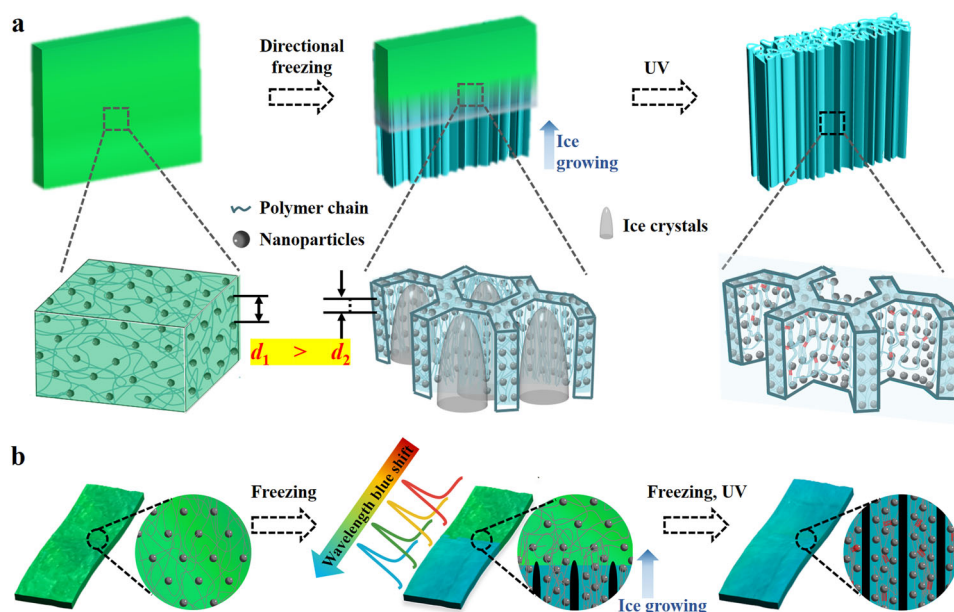 a
Directional
freezing
UV
Ice
growing
Polymer chain
Nanoparticles
Ice crystals
d1 > d2
b
Freezing
Wavelength blue shift
Freezing, UV
Ice growing